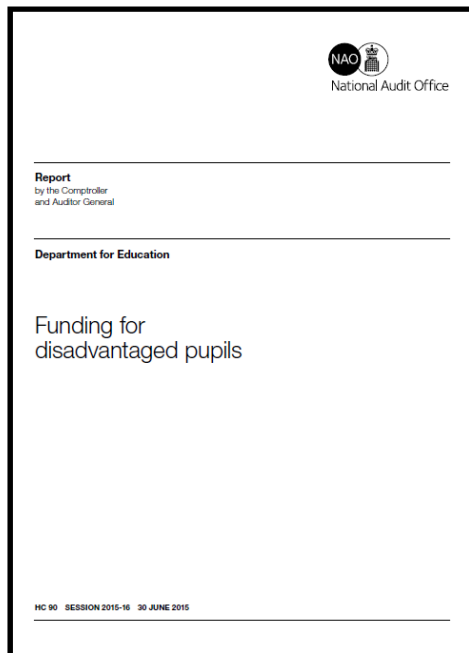 NAO
National Audit Office
Report
by the Comptroller
and Auditor General
Department for Education
Funding for
disadvantaged pupils
HC 90 SESSION 2015-16 30 JUNE 2015